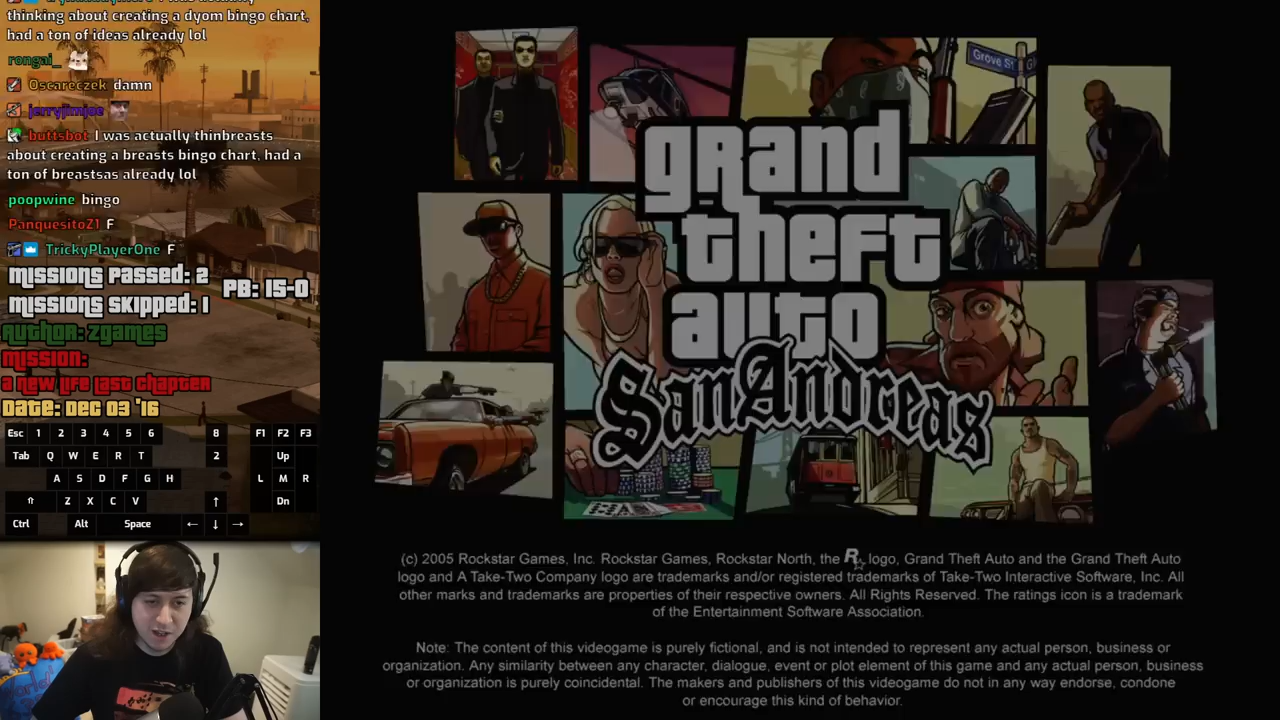 thinking about creating a dyom bingo chart,
had a ton of ideas already lol
rongai_
Oscareczek damn
jerryjimjoe
buttsbot I was actually thinbreasts
about creating a breasts bingo chart, had a
ton of breastsas already lol
poopwine bingo
PanquesitoZ1 F
TrickyPlayerOne F
missions passed: 2
missions skipped: 1
PB: 15-0
Author: zgames
mission:
a new life last chapter
Date: Dec 03 '16
Esc 1 2 3 4 5 6 8 F1 F2 F3
Tab Q W E R T 2 Up
A S D F G H L M R
Z X C V ↑ Dn
Ctrl Alt Space ← ↓ →
Grove St
grand
theft
auto
San Andreas
(c) 2005 Rockstar Games, Inc. Rockstar Games, Rockstar North, the R logo, Grand Theft Auto and the Grand Theft Auto
logo and A Take-Two Company logo are trademarks and/or registered trademarks of Take-Two Interactive Software, Inc. All
other marks and trademarks are properties of their respective owners. All Rights Reserved. The ratings icon is a trademark
of the Entertainment Software Association.
Note: The content of this videogame is purely fictional, and is not intended to represent any actual person, business or
organization. Any similarity between any character, dialogue, event or plot element of this game and any actual person, business
or organization is purely coincidental. The makers and publishers of this videogame do not in any way endorse, condone
or encourage this kind of behavior.